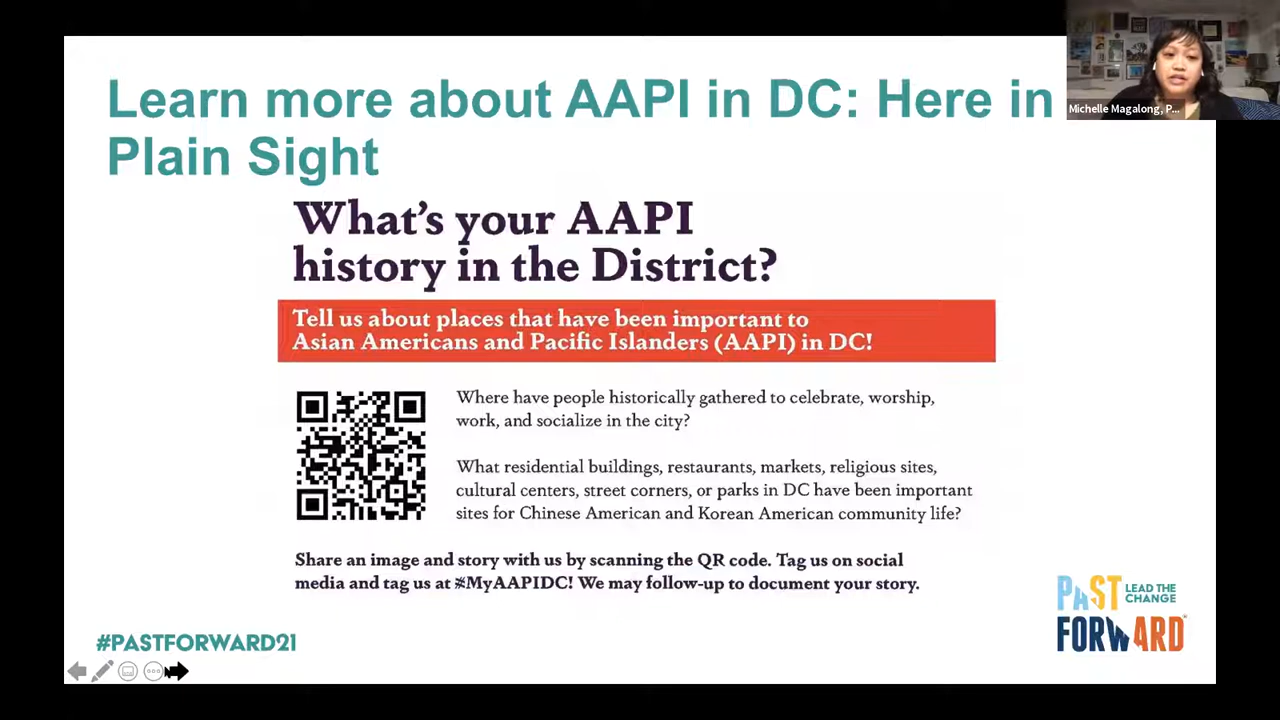 Learn more about AAPI in DC: Here in
Plain Sight
Michelle Magalong, P...
What's your AAPI
history in the District?
Tell us about places that have been important to
Asian Americans and Pacific Islanders (AAPI) in DC!
Where have people historically gathered to celebrate, worship,
work, and socialize in the city?
What residential buildings, restaurants, markets, religious sites,
cultural centers, street corners, or parks in DC have been important
sites for Chinese American and Korean American community life?
Share an image and story with us by scanning the QR code. Tag us on social
media and tag us at #MyAAPIDC! We may follow-up to document your story.
#PASTFORWARD21
PAST LEAD THE
CHANGE
FORWARD